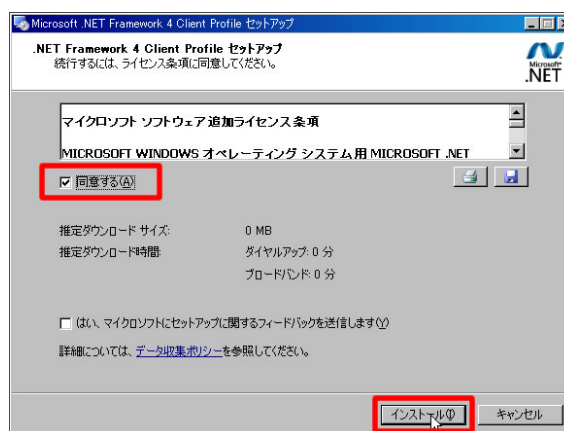 Microsoft .NET Framework 4 Client Profile セットアップ
.NET Framework 4 Client Profile セットアップ
続行するには、ライセンス条項に同意してください。
Microsoft
.NET
マイクロソフト ソフトウェア追加ライセンス条項
MICROSOFT WINDOWS オペレーティング システム用 MICROSOFT .NET
同意する(A)
推定ダウンロード サイズ: 0 MB
推定ダウンロード時間: ダイヤルアップ: 0 分
ブロードバンド: 0 分
はい、マイクロソフトにセットアップに関するフィードバックを送信します(Y)
詳細については、データ収集ポリシーを参照してください。
インストール(I) キャンセル